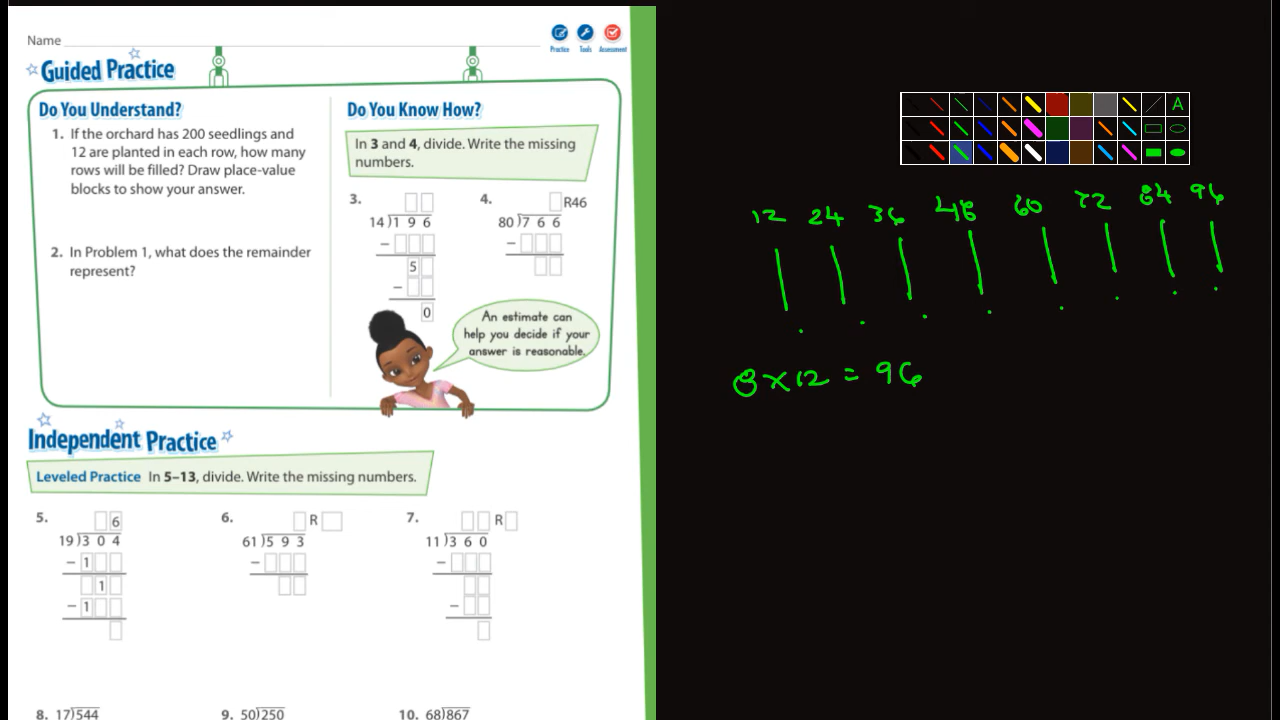 Name
Practice Tools Assessment
Guided Practice
Do You Understand?
1. If the orchard has 200 seedlings and
12 are planted in each row, how many
rows will be filled? Draw place-value
blocks to show your answer.
2. In Problem 1, what does the remainder
represent?
Do You Know How?
In 3 and 4, divide. Write the missing
numbers.
3.
14)1 9 6
−
5
−
0
4.
R46
80)7 6 6
−
An estimate can
help you decide if your
answer is reasonable.
Independent Practice
Leveled Practice In 5–13, divide. Write the missing numbers.
5.
6
19)3 0 4
− 1
1
− 1
6.
R
61)5 9 3
−
7.
R
11)3 6 0
−
−
8. 17)544
9. 50)250
10. 68)867
A
12 24 36 48 60 72 84 96
8 × 12 = 96